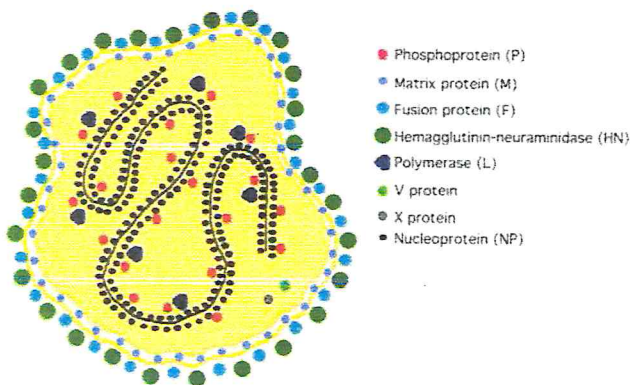 Phosphoprotein (P)
Matrix protein (M)
Fusion protein (F)
Hemagglutinin-neuraminidase (HN)
Polymerase (L)
V protein
X protein
Nucleoprotein (NP)